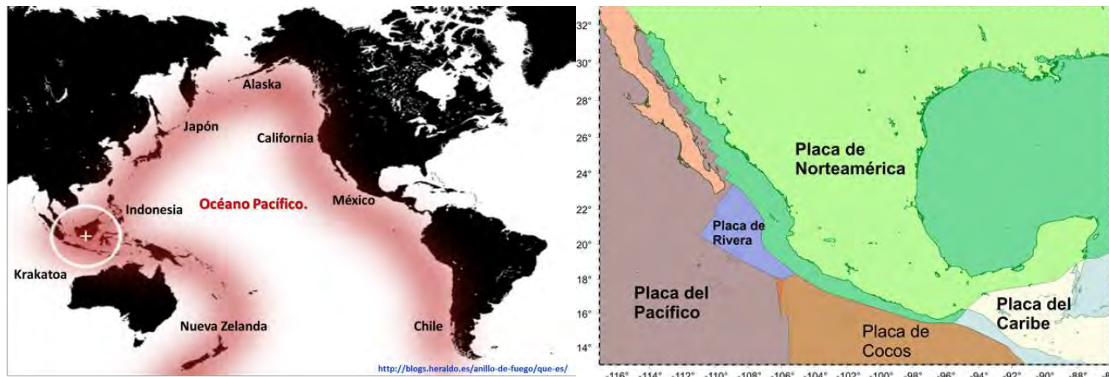 Alaska
Japón
California
Océano Pacífico.
México
Indonesia
Krakatoa
Nueva Zelanda
Chile
http://blogs.heraldo.es/anillo-de-fuego/que-es/
32°
30°
28°
26°
24°
22°
20°
18°
16°
14°
Placa de
Norteamérica
Placa de
Rivera
Placa del
Pacífico
Placa de
Cocos
Placa del
Caribe
-116° -114° -112° -110° -108° -106° -104° -102° -100° -98° -96° -94° -92° -90° -88°